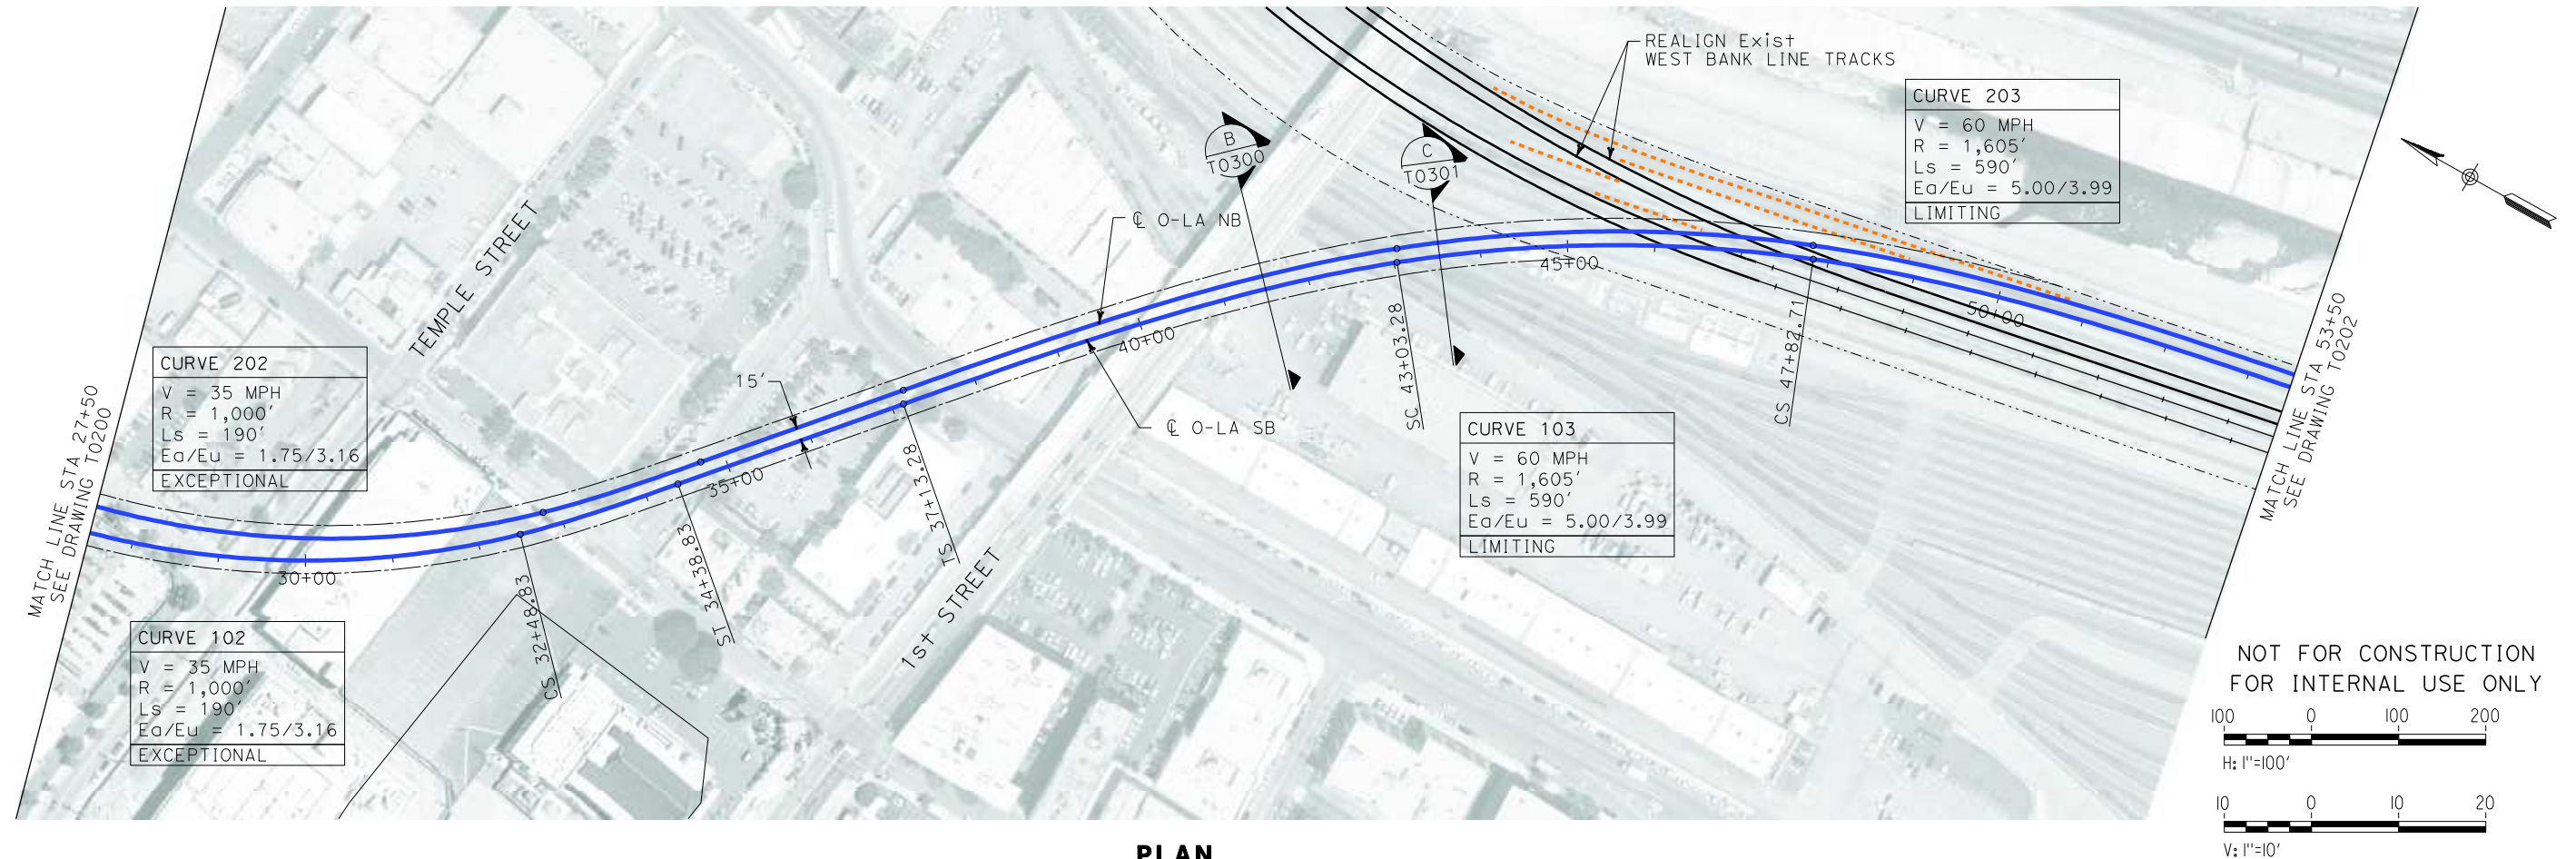 REALIGN Exist
WEST BANK LINE TRACKS
CURVE 203
V = 60 MPH
R = 1,605'
Ls = 590'
Ea/Eu = 5.00/3.99
LIMITING
B
T0300
C
T0301
℄ O-LA NB
TEMPLE STREET
45+00
50+00
40+00
CURVE 202
V = 35 MPH
R = 1,000'
Ls = 190'
Ea/Eu = 1.75/3.16
EXCEPTIONAL
15'
SC 43+03.28
CS 47+82.71
MATCH LINE STA 53+50
SEE DRAWING T0202
MATCH LINE STA 27+50
SEE DRAWING T0200
℄ O-LA SB
CURVE 103
V = 60 MPH
R = 1,605'
Ls = 590'
Ea/Eu = 5.00/3.99
LIMITING
35+00
TS 37+13.28
ST 34+38.83
30+00
CS 32+48.83
1st STREET
CURVE 102
V = 35 MPH
R = 1,000'
Ls = 190'
Ea/Eu = 1.75/3.16
EXCEPTIONAL
NOT FOR CONSTRUCTION
FOR INTERNAL USE ONLY
100 0 100 200
H: 1"=100'
10 0 10 20
V: 1"=10'
PLAN